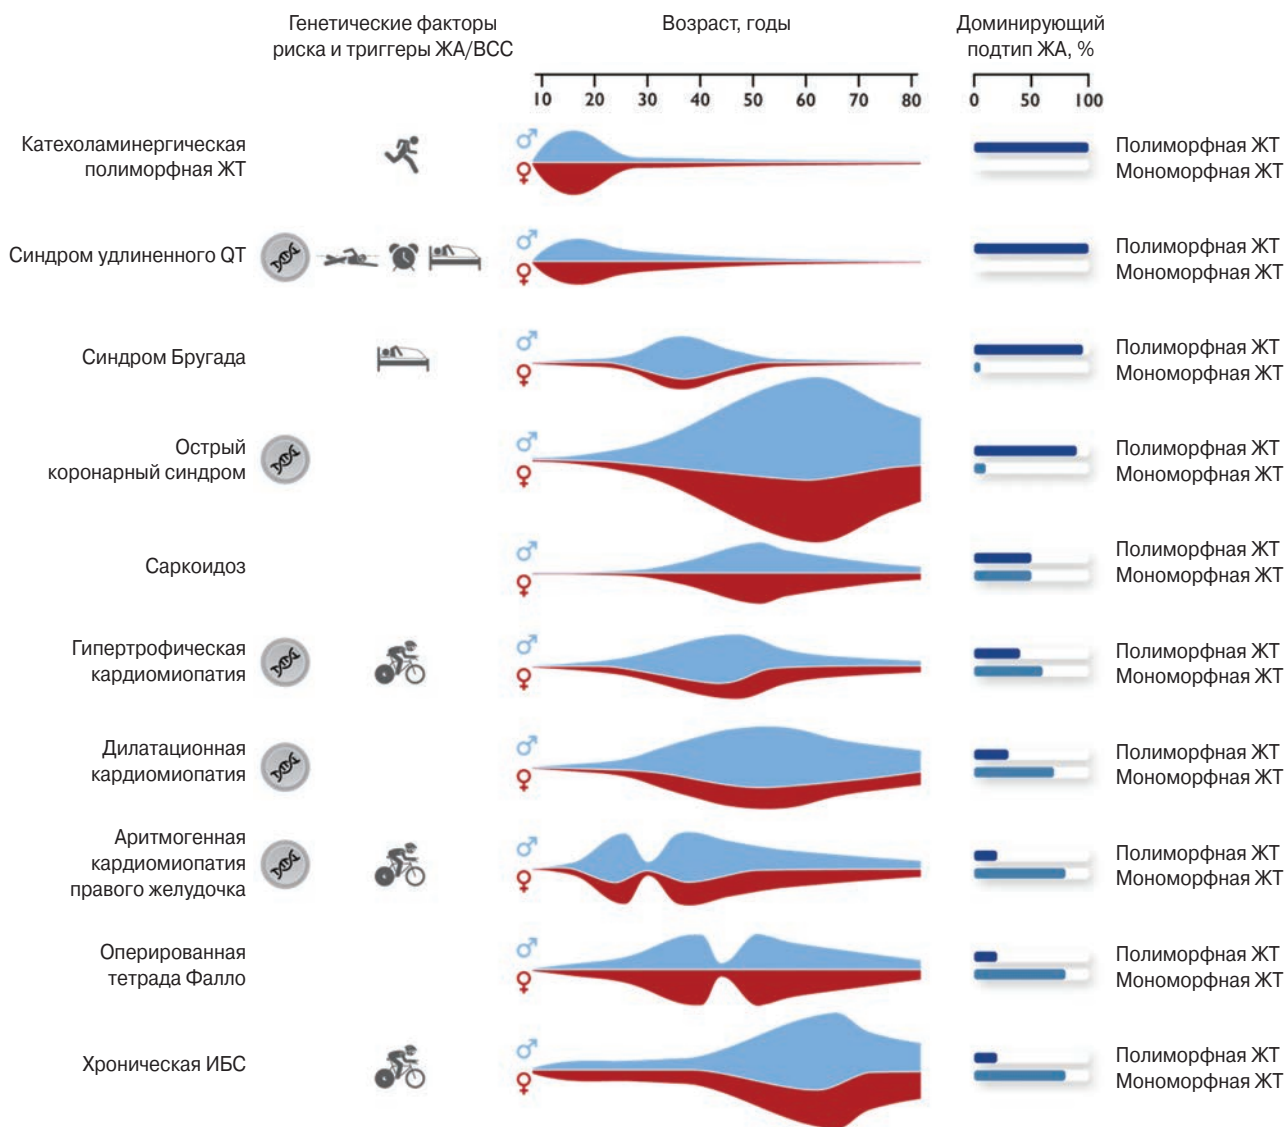 Генетические факторы
риска и триггеры ЖА/ВСС
Возраст, годы
Доминирующий
подтип ЖА, %
10 20 30 40 50 60 70 80
0 50 100
Катехоламинергическая
полиморфная ЖТ
♂
♀
Полиморфная ЖТ
Мономорфная ЖТ
Синдром удлиненного QT
♂
♀
Полиморфная ЖТ
Мономорфная ЖТ
Синдром Бругада
♂
♀
Полиморфная ЖТ
Мономорфная ЖТ
Острый
коронарный синдром
♂
♀
Полиморфная ЖТ
Мономорфная ЖТ
Саркоидоз
♂
♀
Полиморфная ЖТ
Мономорфная ЖТ
Гипертрофическая
кардиомиопатия
♂
♀
Полиморфная ЖТ
Мономорфная ЖТ
Дилатационная
кардиомиопатия
♂
♀
Полиморфная ЖТ
Мономорфная ЖТ
Аритмогенная
кардиомиопатия
правого желудочка
♂
♀
Полиморфная ЖТ
Мономорфная ЖТ
Оперированная
тетрада Фалло
♂
♀
Полиморфная ЖТ
Мономорфная ЖТ
Хроническая ИБС
♂
♀
Полиморфная ЖТ
Мономорфная ЖТ